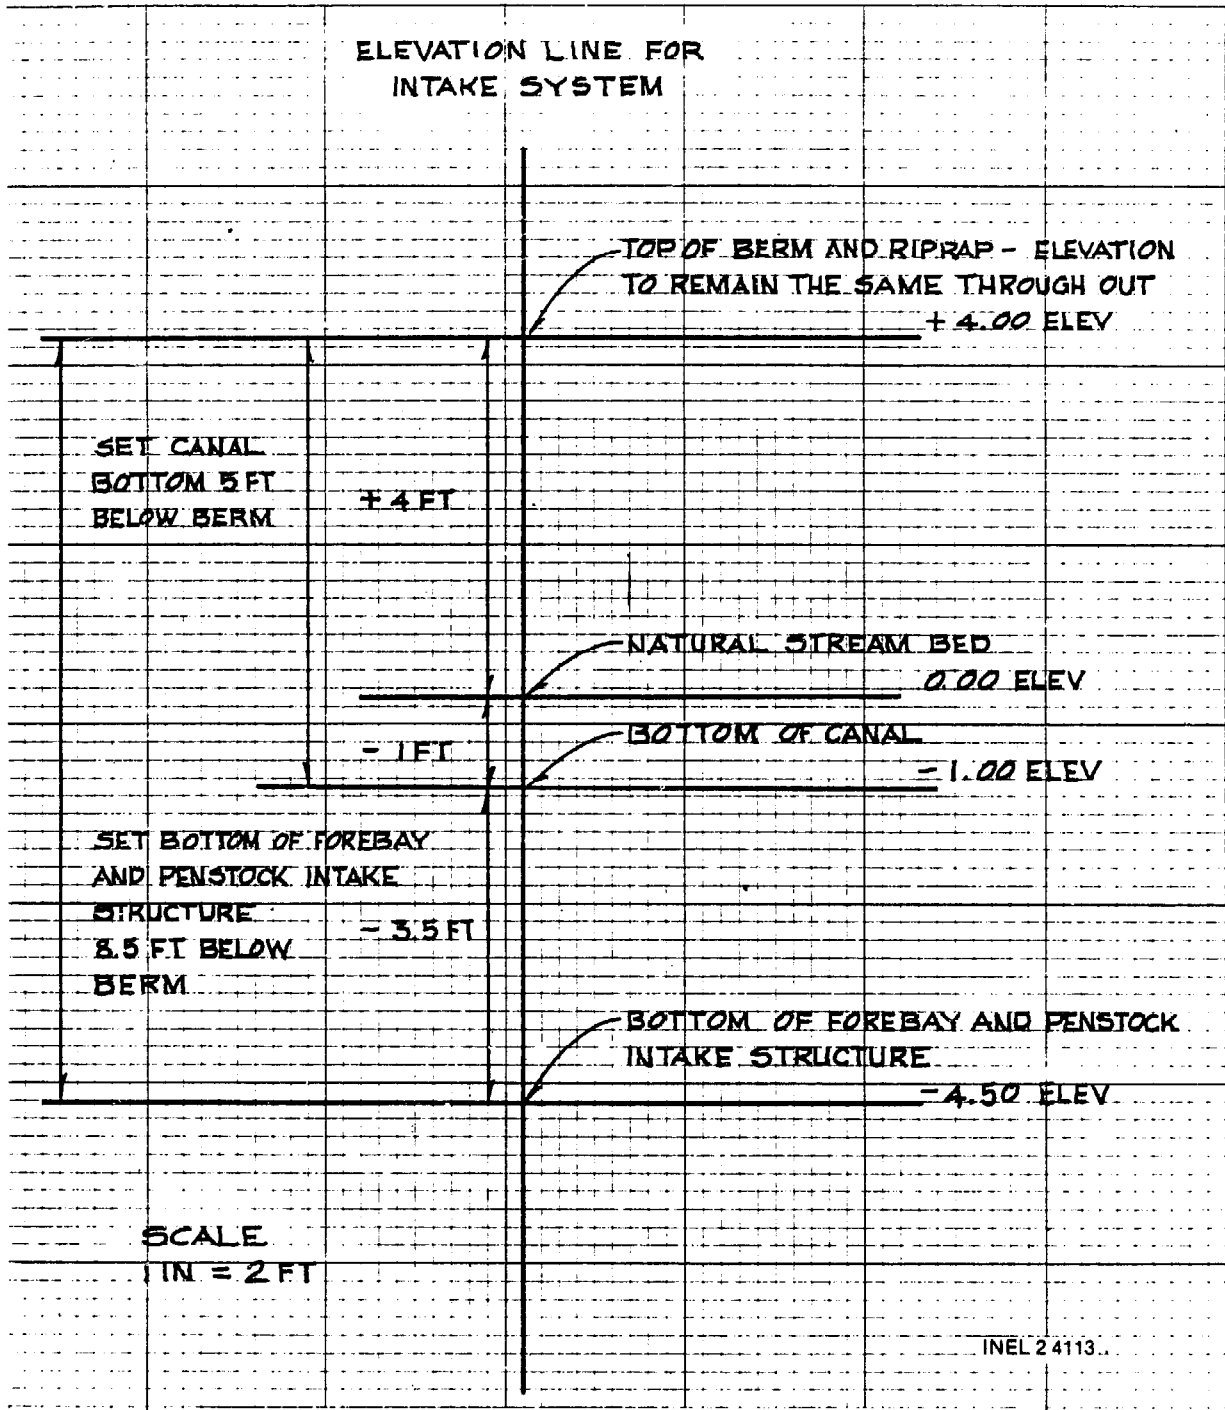 ELEVATION LINE FOR
INTAKE SYSTEM
TOP OF BERM AND RIPRAP - ELEVATION
TO REMAIN THE SAME THROUGH OUT
+ 4.00 ELEV
SET CANAL
BOTTOM 5 FT
BELOW BERM
+ 4 FT
NATURAL STREAM BED
0.00 ELEV
- 1 FT
BOTTOM OF CANAL
- 1.00 ELEV
SET BOTTOM OF FOREBAY
AND PENSTOCK INTAKE
STRUCTURE
8.5 FT BELOW
BERM
- 3.5 FT
BOTTOM OF FOREBAY AND PENSTOCK
INTAKE STRUCTURE
-4.50 ELEV
SCALE
1 IN = 2 FT
INEL 2 4113